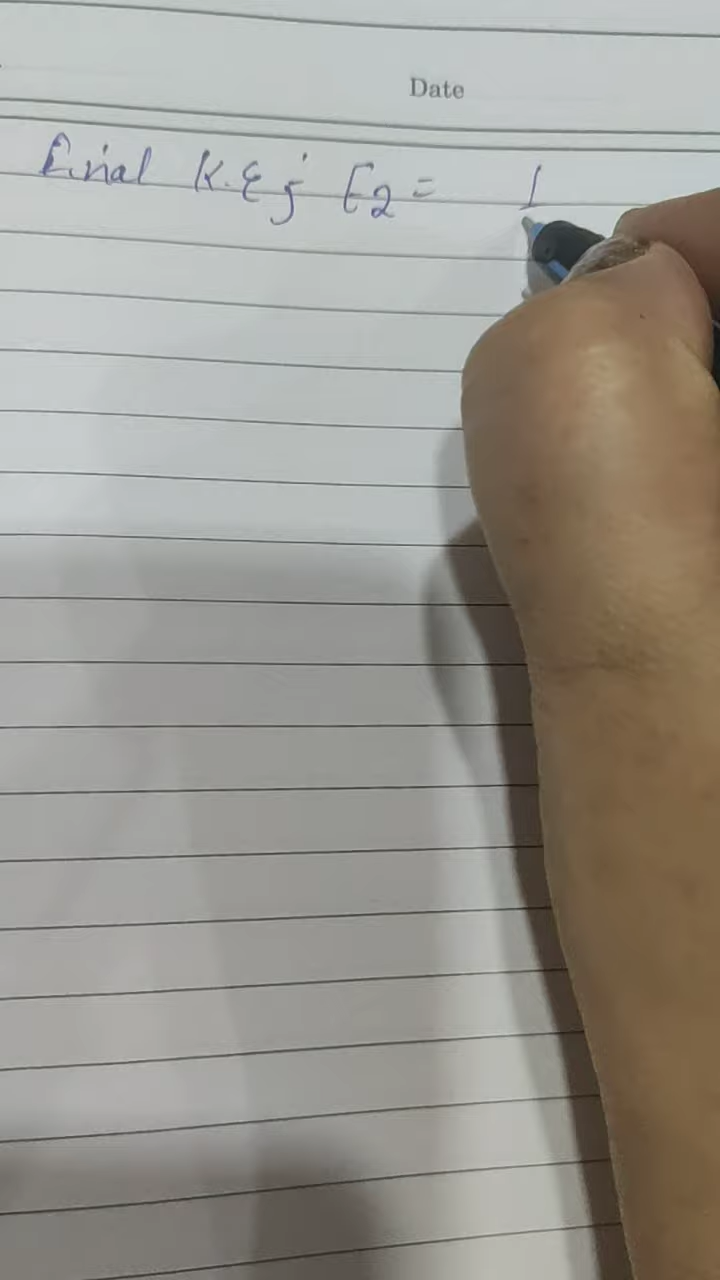 Date
Final K.E; E2 = 1